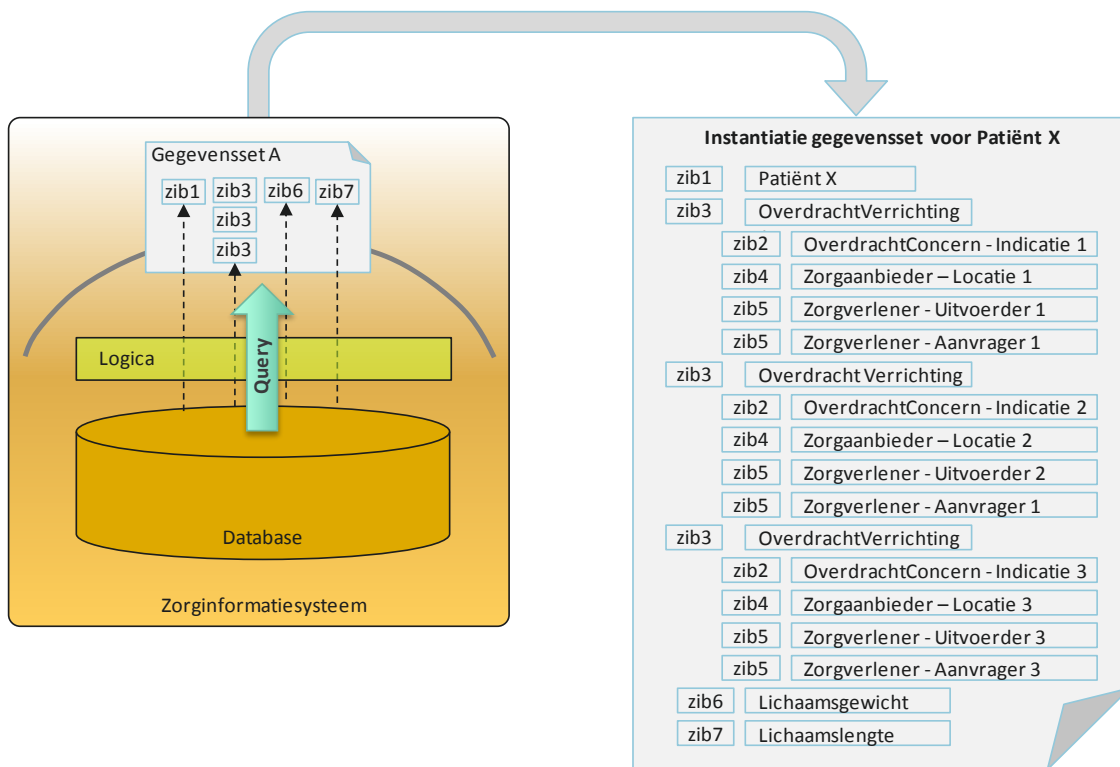 Gegevensset A
zib1 zib3 zib6 zib7
zib3
zib3
Query
Logica
Database
Zorginformatiesysteem
Instantiatie gegevensset voor Patiënt X
zib1 Patiënt X
zib3 OverdrachtVerrichting
zib2 OverdrachtConcern - Indicatie 1
zib4 Zorgaanbieder – Locatie 1
zib5 Zorgverlener - Uitvoerder 1
zib5 Zorgverlener - Aanvrager 1
zib3 Overdracht Verrichting
zib2 OverdrachtConcern - Indicatie 2
zib4 Zorgaanbieder – Locatie 2
zib5 Zorgverlener - Uitvoerder 2
zib5 Zorgverlener - Aanvrager 1
zib3 OverdrachtVerrichting
zib2 OverdrachtConcern - Indicatie 3
zib4 Zorgaanbieder – Locatie 3
zib5 Zorgverlener - Uitvoerder 3
zib5 Zorgverlener - Aanvrager 3
zib6 Lichaamsgewicht
zib7 Lichaamslengte